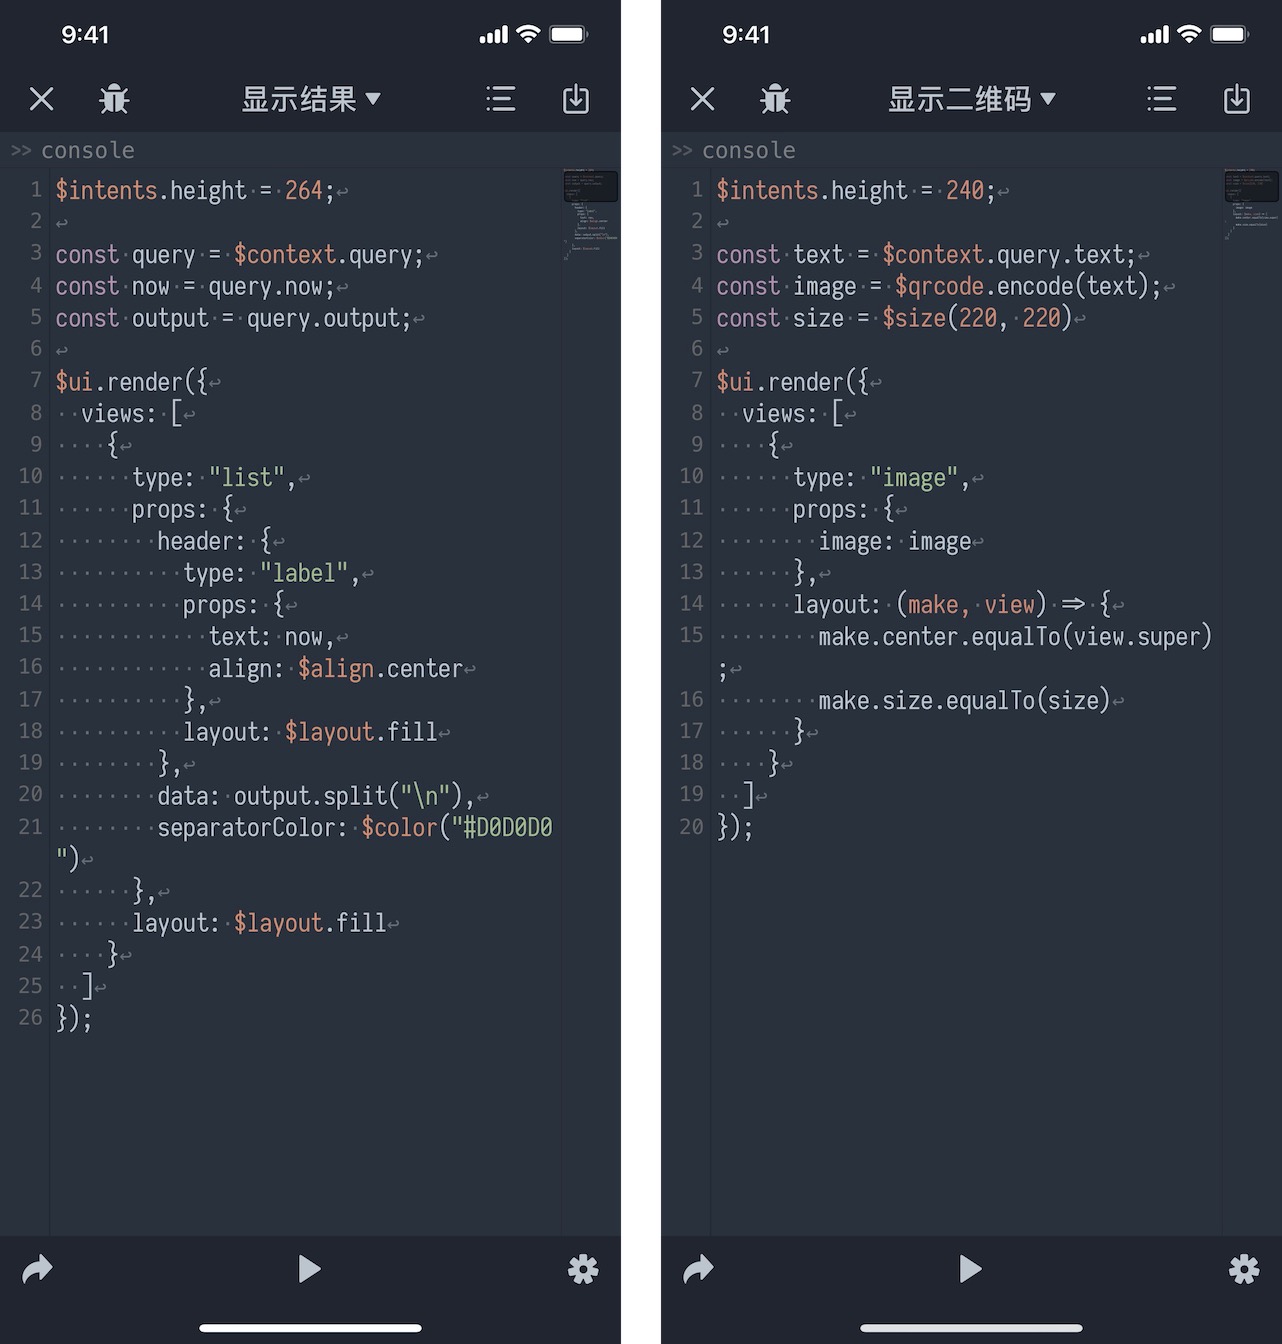 9:41
显示结果 ▼
>> console
1 $intents.height = 264;
2
3 const query = $context.query;
4 const now = query.now;
5 const output = query.output;
6
7 $ui.render({
8   views: [
9     {
10       type: "list",
11       props: {
12         header: {
13           type: "label",
14           props: {
15             text: now,
16             align: $align.center
17           },
18           layout: $layout.fill
19         },
20         data: output.split("\n"),
21         separatorColor: $color("#D0D0D0
")
22       },
23       layout: $layout.fill
24     }
25   ]
26 });
9:41
显示二维码 ▼
>> console
1 $intents.height = 240;
2
3 const text = $context.query.text;
4 const image = $qrcode.encode(text);
5 const size = $size(220, 220)
6
7 $ui.render({
8   views: [
9     {
10       type: "image",
11       props: {
12         image: image
13       },
14       layout: (make, view) => {
15         make.center.equalTo(view.super)
;
16         make.size.equalTo(size)
17       }
18     }
19   ]
20 });